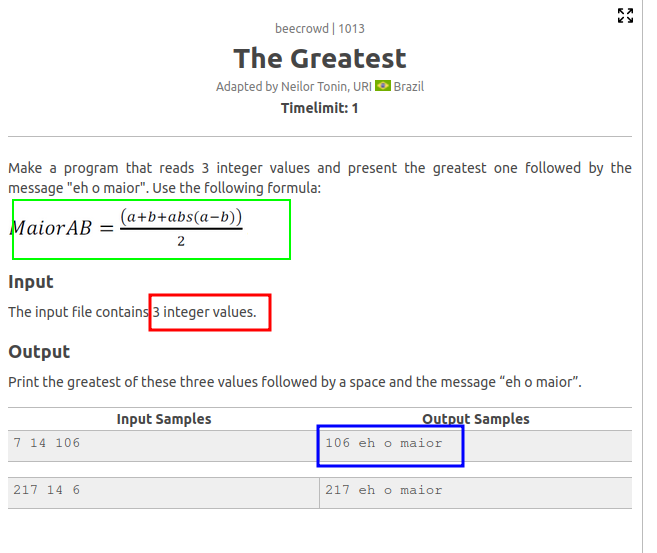 beecrowd | 1013
The Greatest
Adapted by Neilor Tonin, URI Brazil
Timelimit: 1
Make a program that reads 3 integer values and present the greatest one followed by the
message "eh o maior". Use the following formula:
MaiorAB = (a+b+abs(a−b))
2
Input
The input file contains 3 integer values.
Output
Print the greatest of these three values followed by a space and the message “eh o maior”.
Input Samples Output Samples
7 14 106 106 eh o maior
217 14 6 217 eh o maior